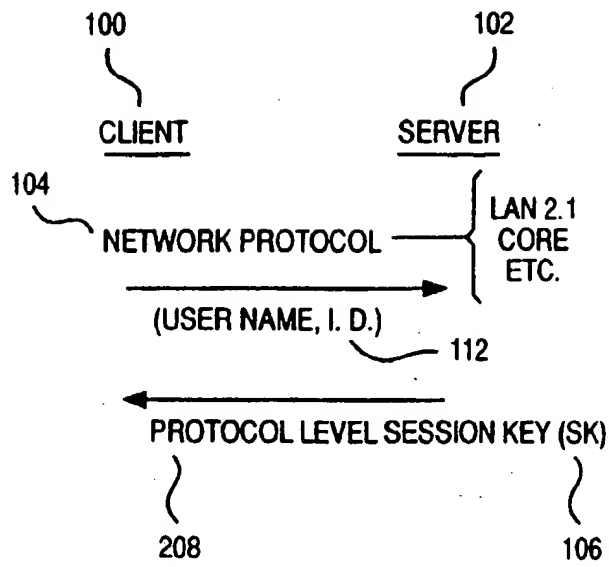 100
102
CLIENT
SERVER
104
NETWORK PROTOCOL
LAN 2.1
CORE
ETC.
(USER NAME, I. D.)
112
PROTOCOL LEVEL SESSION KEY (SK)
208
106